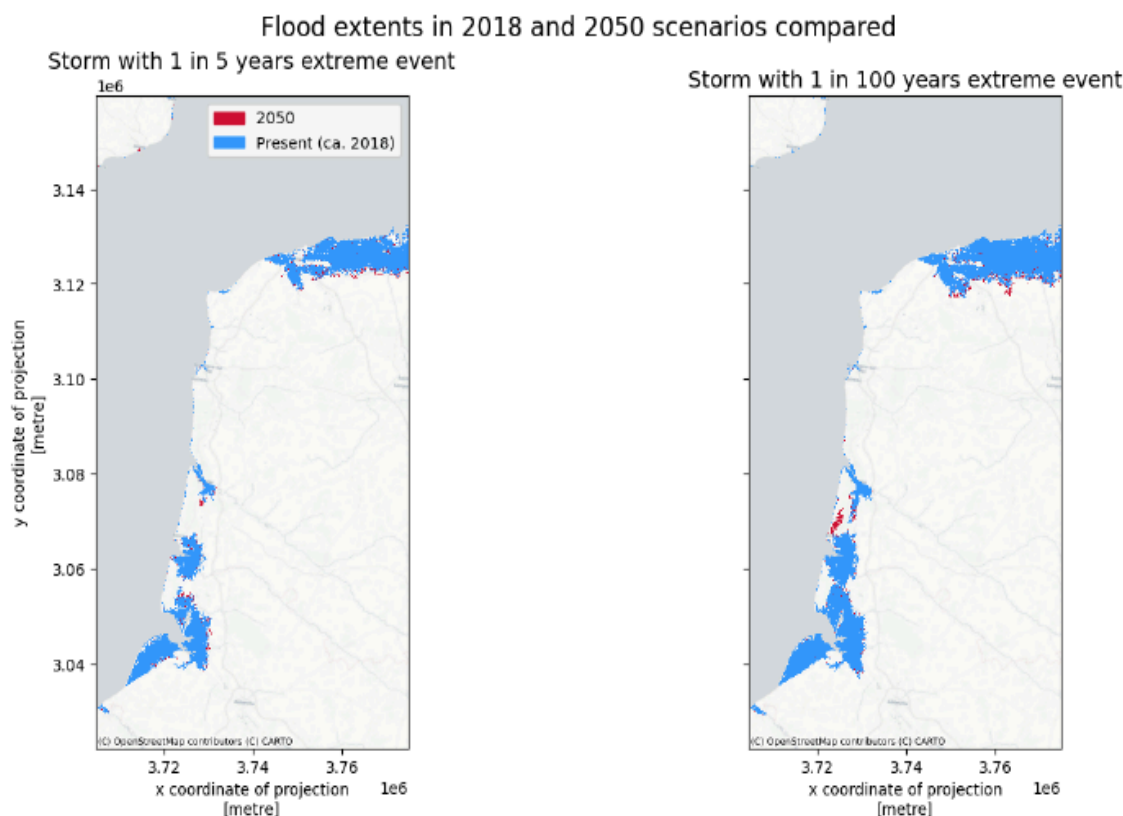 Flood extents in 2018 and 2050 scenarios compared
Storm with 1 in 5 years extreme event
1e6
2050
Present (ca. 2018)
3.14
3.12
3.10
3.08
3.06
3.04
y coordinate of projection
[metre]
(C) OpenStreetMap contributors (C) CARTO
3.72
3.74
3.76
x coordinate of projection
[metre]
1e6
Storm with 1 in 100 years extreme event
(C) OpenStreetMap contributors (C) CARTO
3.72
3.74
3.76
x coordinate of projection
[metre]
1e6